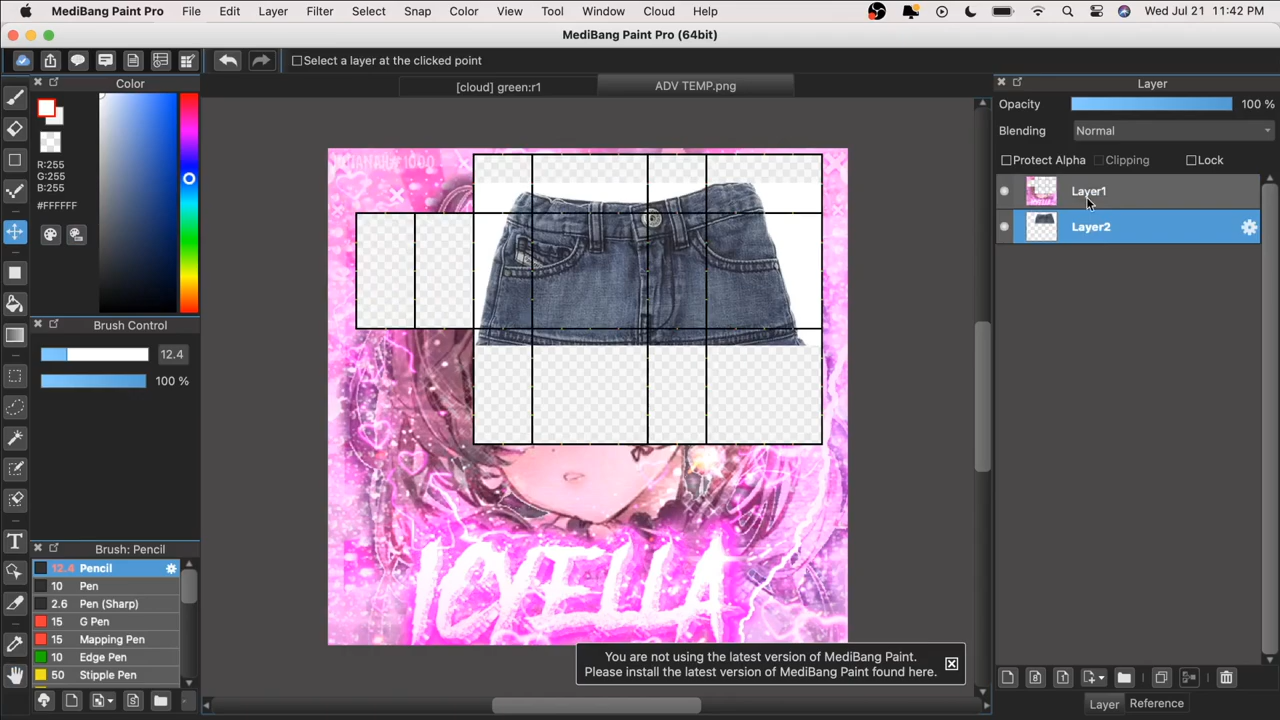 MediBang Paint Pro File Edit Layer Filter Select Snap Color View Tool Window Cloud Help Wed Jul 21 11:42 PM
MediBang Paint Pro (64bit)
Select a layer at the clicked point
Color
[cloud] green:r1
ADV TEMP.png
Layer
Opacity 100 %
Blending Normal
Protect Alpha Clipping Lock
R:255
G:255
B:255
#FFFFFF
Layer1
Layer2
Brush Control
12.4
100 %
Brush: Pencil
12.4 Pencil
10 Pen
2.6 Pen (Sharp)
15 G Pen
15 Mapping Pen
10 Edge Pen
50 Stipple Pen
You are not using the latest version of MediBang Paint.
Please install the latest version of MediBang Paint found here.
Layer Reference